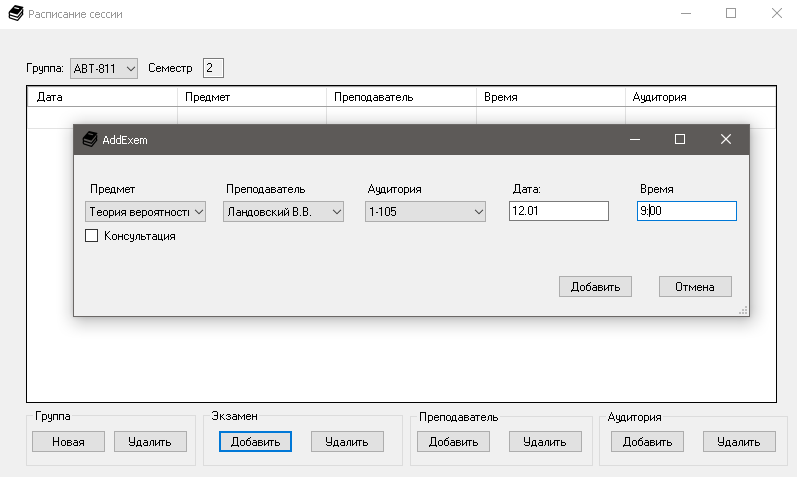 Расписание сессии
Группа: АВТ-811 Семестр 2
Дата Предмет Преподаватель Время Аудитория
AddExem
Предмет Преподаватель Аудитория Дата: Время
Теория вероятность Ландовский В.В. 1-105 12.01 9:00
Консультация
Добавить Отмена
Группа Экзамен Преподаватель Аудитория
Новая Удалить Добавить Удалить Добавить Удалить Добавить Удалить